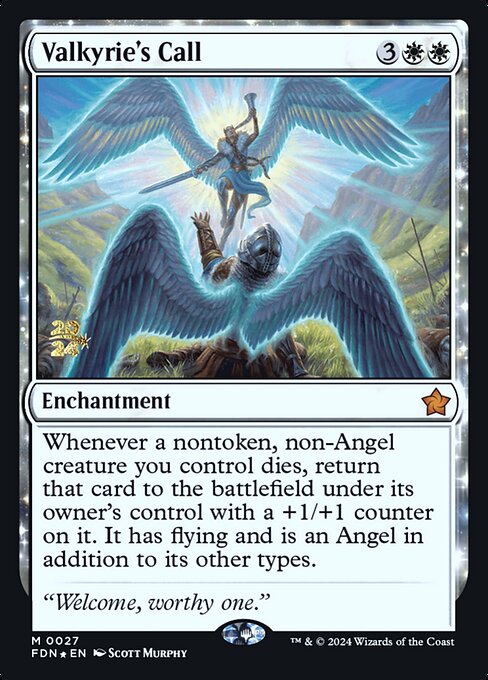 Valkyrie's Call 3
Enchantment
Whenever a nontoken, non-Angel
creature you control dies, return
that card to the battlefield under its
owner's control with a +1/+1 counter
on it. It has flying and is an Angel in
addition to its other types.
“Welcome, worthy one.”
M 0027
FDN★EN Scott Murphy
™ & © 2024 Wizards of the Coast
2024